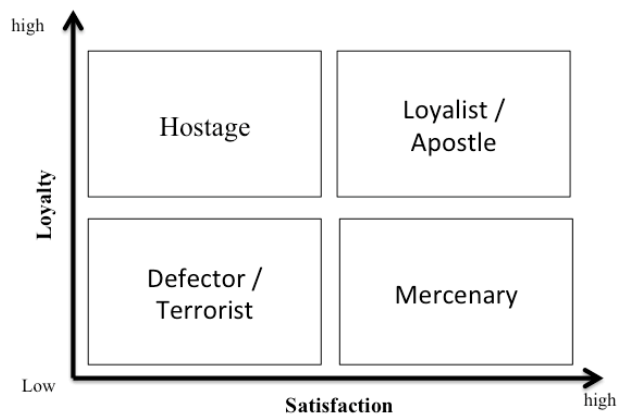 high
Hostage
Loyalist /
Apostle
Loyalty
Defector /
Terrorist
Mercenary
Low
Satisfaction
high